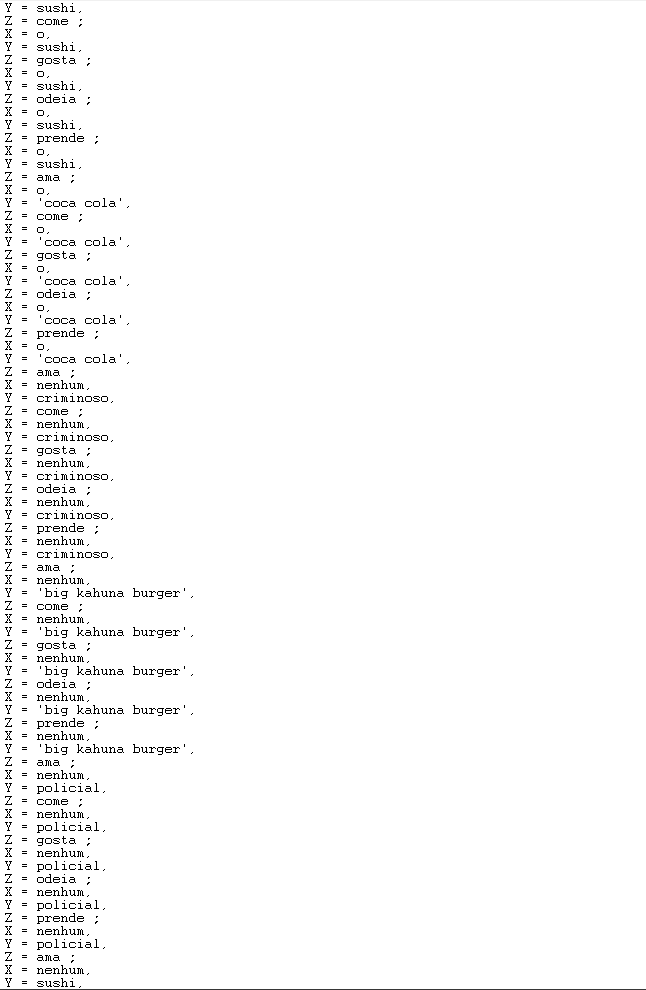 Y = sushi,
Z = come ;
X = o,
Y = sushi,
Z = gosta ;
X = o,
Y = sushi,
Z = odeia ;
X = o,
Y = sushi,
Z = prende ;
X = o,
Y = sushi,
Z = ama ;
X = o,
Y = 'coca cola',
Z = come ;
X = o,
Y = 'coca cola',
Z = gosta ;
X = o,
Y = 'coca cola',
Z = odeia ;
X = o,
Y = 'coca cola',
Z = prende ;
X = o,
Y = 'coca cola',
Z = ama ;
X = nenhum,
Y = criminoso,
Z = come ;
X = nenhum,
Y = criminoso,
Z = gosta ;
X = nenhum,
Y = criminoso,
Z = odeia ;
X = nenhum,
Y = criminoso,
Z = prende ;
X = nenhum,
Y = criminoso,
Z = ama ;
X = nenhum,
Y = 'big kahuna burger',
Z = come ;
X = nenhum,
Y = 'big kahuna burger',
Z = gosta ;
X = nenhum,
Y = 'big kahuna burger',
Z = odeia ;
X = nenhum,
Y = 'big kahuna burger',
Z = prende ;
X = nenhum,
Y = 'big kahuna burger',
Z = ama ;
X = nenhum,
Y = policial,
Z = come ;
X = nenhum,
Y = policial,
Z = gosta ;
X = nenhum,
Y = policial,
Z = odeia ;
X = nenhum,
Y = policial,
Z = prende ;
X = nenhum,
Y = policial,
Z = ama ;
X = nenhum,
Y = sushi,